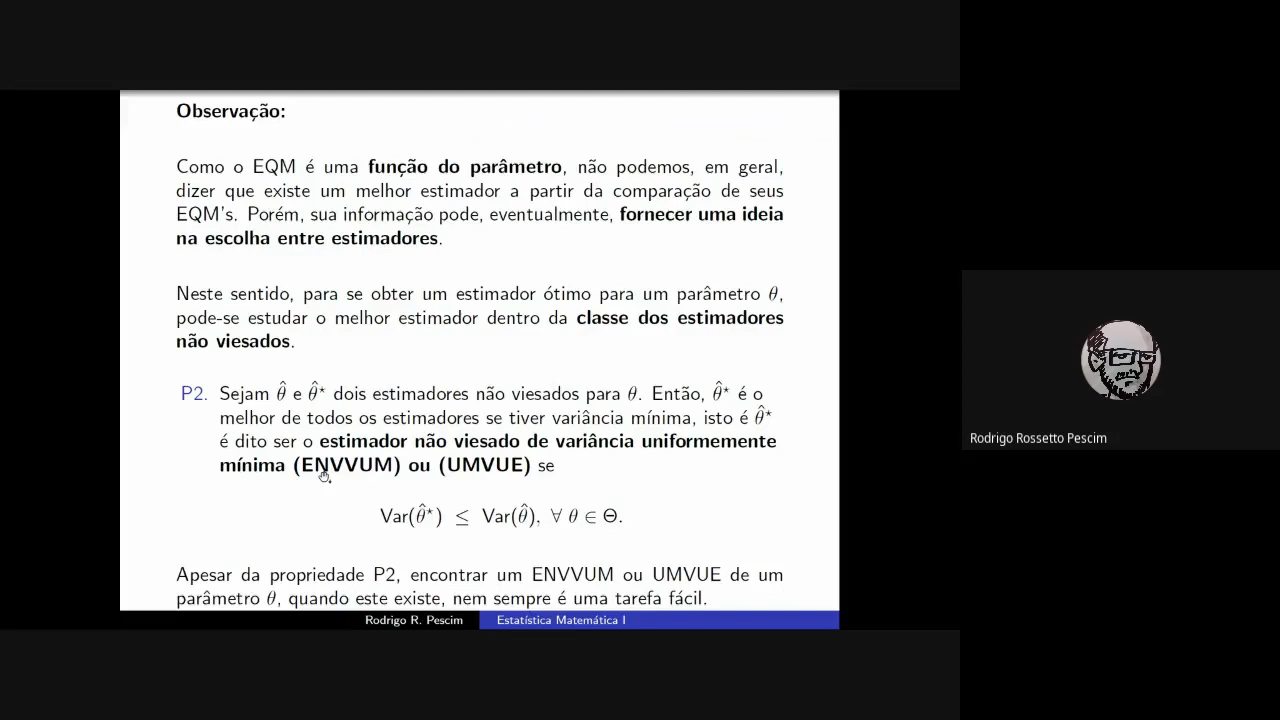 Observação:
Como o EQM é uma função do parâmetro, não podemos, em geral,
dizer que existe um melhor estimador a partir da comparação de seus
EQM's. Porém, sua informação pode, eventualmente, fornecer uma ideia
na escolha entre estimadores.
Neste sentido, para se obter um estimador ótimo para um parâmetro θ,
pode-se estudar o melhor estimador dentro da classe dos estimadores
não viesados.
P2. Sejam θ̂ e θ̂⋆ dois estimadores não viesados para θ. Então, θ̂⋆ é o
melhor de todos os estimadores se tiver variância mínima, isto é θ̂⋆
é dito ser o estimador não viesado de variância uniformemente
mínima (ENVVUM) ou (UMVUE) se
Var(θ̂⋆) ≤ Var(θ̂), ∀ θ ∈ Θ.
Apesar da propriedade P2, encontrar um ENVVUM ou UMVUE de um
parâmetro θ, quando este existe, nem sempre é uma tarefa fácil.
Rodrigo R. Pescim Estatística Matemática I
Rodrigo Rossetto Pescim